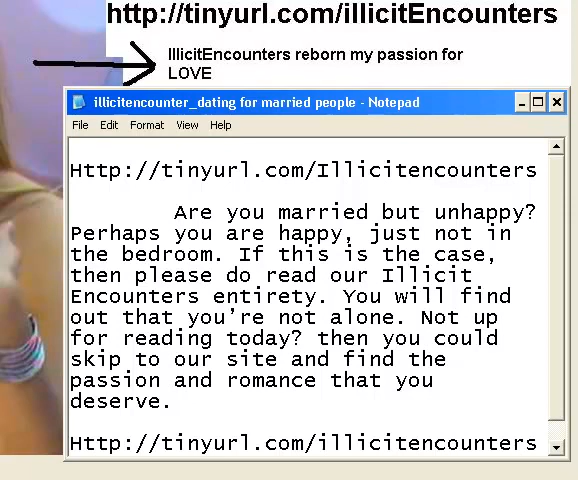 http://tinyurl.com/illicitEncounters
IllicitEncounters reborn my passion for
LOVE
illicitencounter_dating for married people - Notepad
File Edit Format View Help
Http://tinyurl.com/Illicitencounters
Are you married but unhappy?
Perhaps you are happy, just not in
the bedroom. If this is the case,
then please do read our Illicit
Encounters entirety. You will find
out that you’re not alone. Not up
for reading today? then you could
skip to our site and find the
passion and romance that you
deserve.
Http://tinyurl.com/illicitencounters